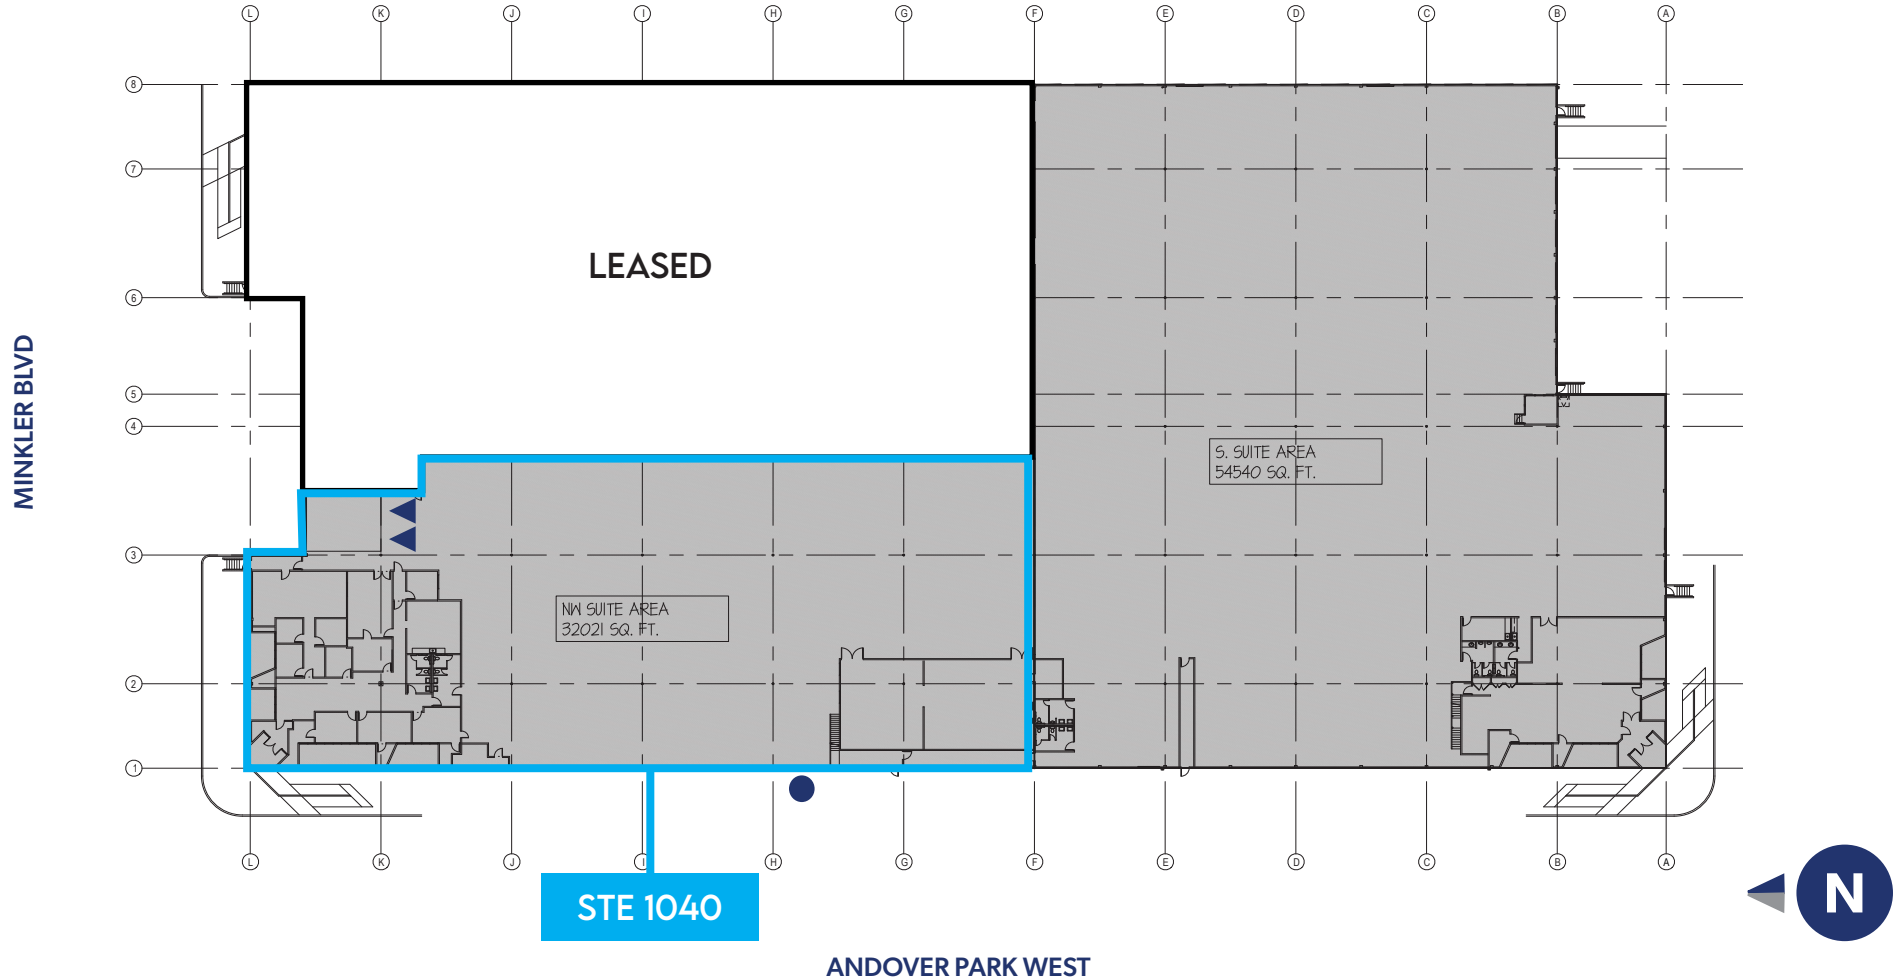 L K J I H G F E D C B A
8
7
6
5
4
3
2
1
LEASED
MINKLER BLVD
S. SUITE AREA
54540 SQ. FT.
NW SUITE AREA
32021 SQ. FT.
L K J I H G F E D C B A
STE 1040
N
ANDOVER PARK WEST